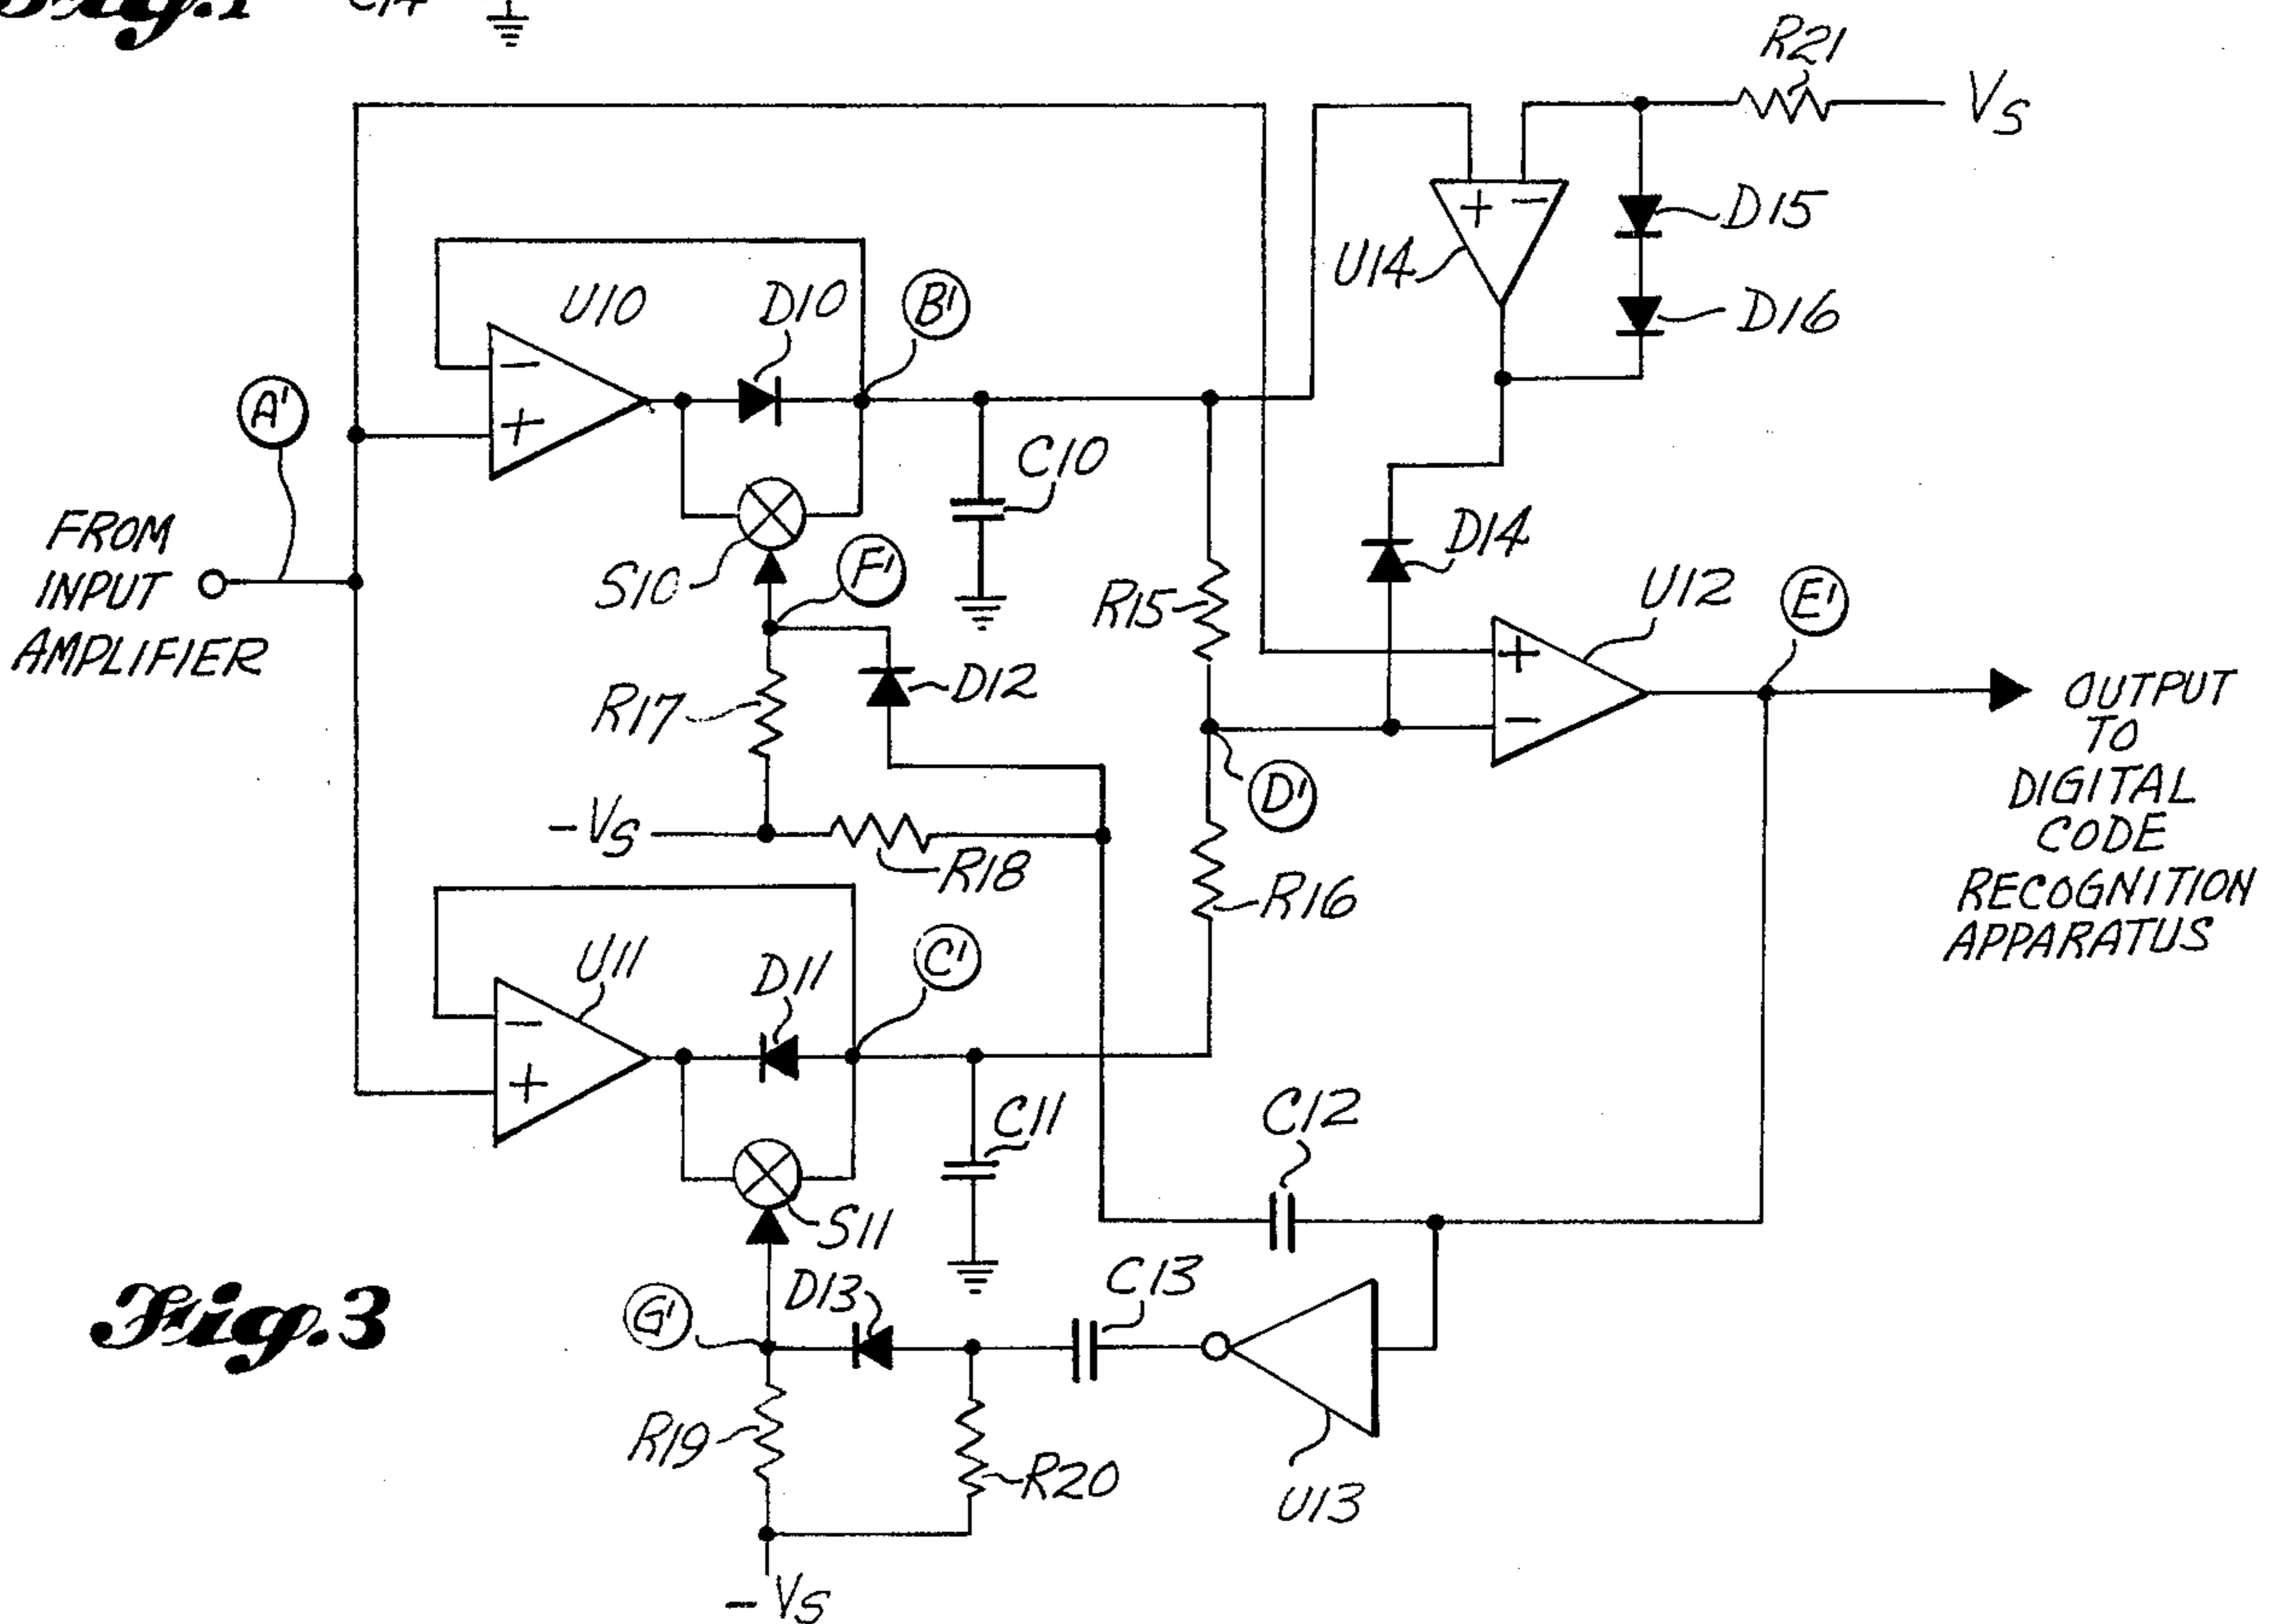 Fig.1 C14
R21
VS
+ -
D15
U14
D16
U10
D10
B'
-
+
A'
C10
FROM
INPUT
AMPLIFIER
S10
F'
D14
R15
U12
E'
+
-
D12
R17
D'
OUTPUT
TO
DIGITAL
CODE
RECOGNITION
APPARATUS
-VS
R18
R16
U11
D11
C'
-
+
C11
C12
S11
C13
D13
G'
Fig.3
R19
R20
U13
-VS